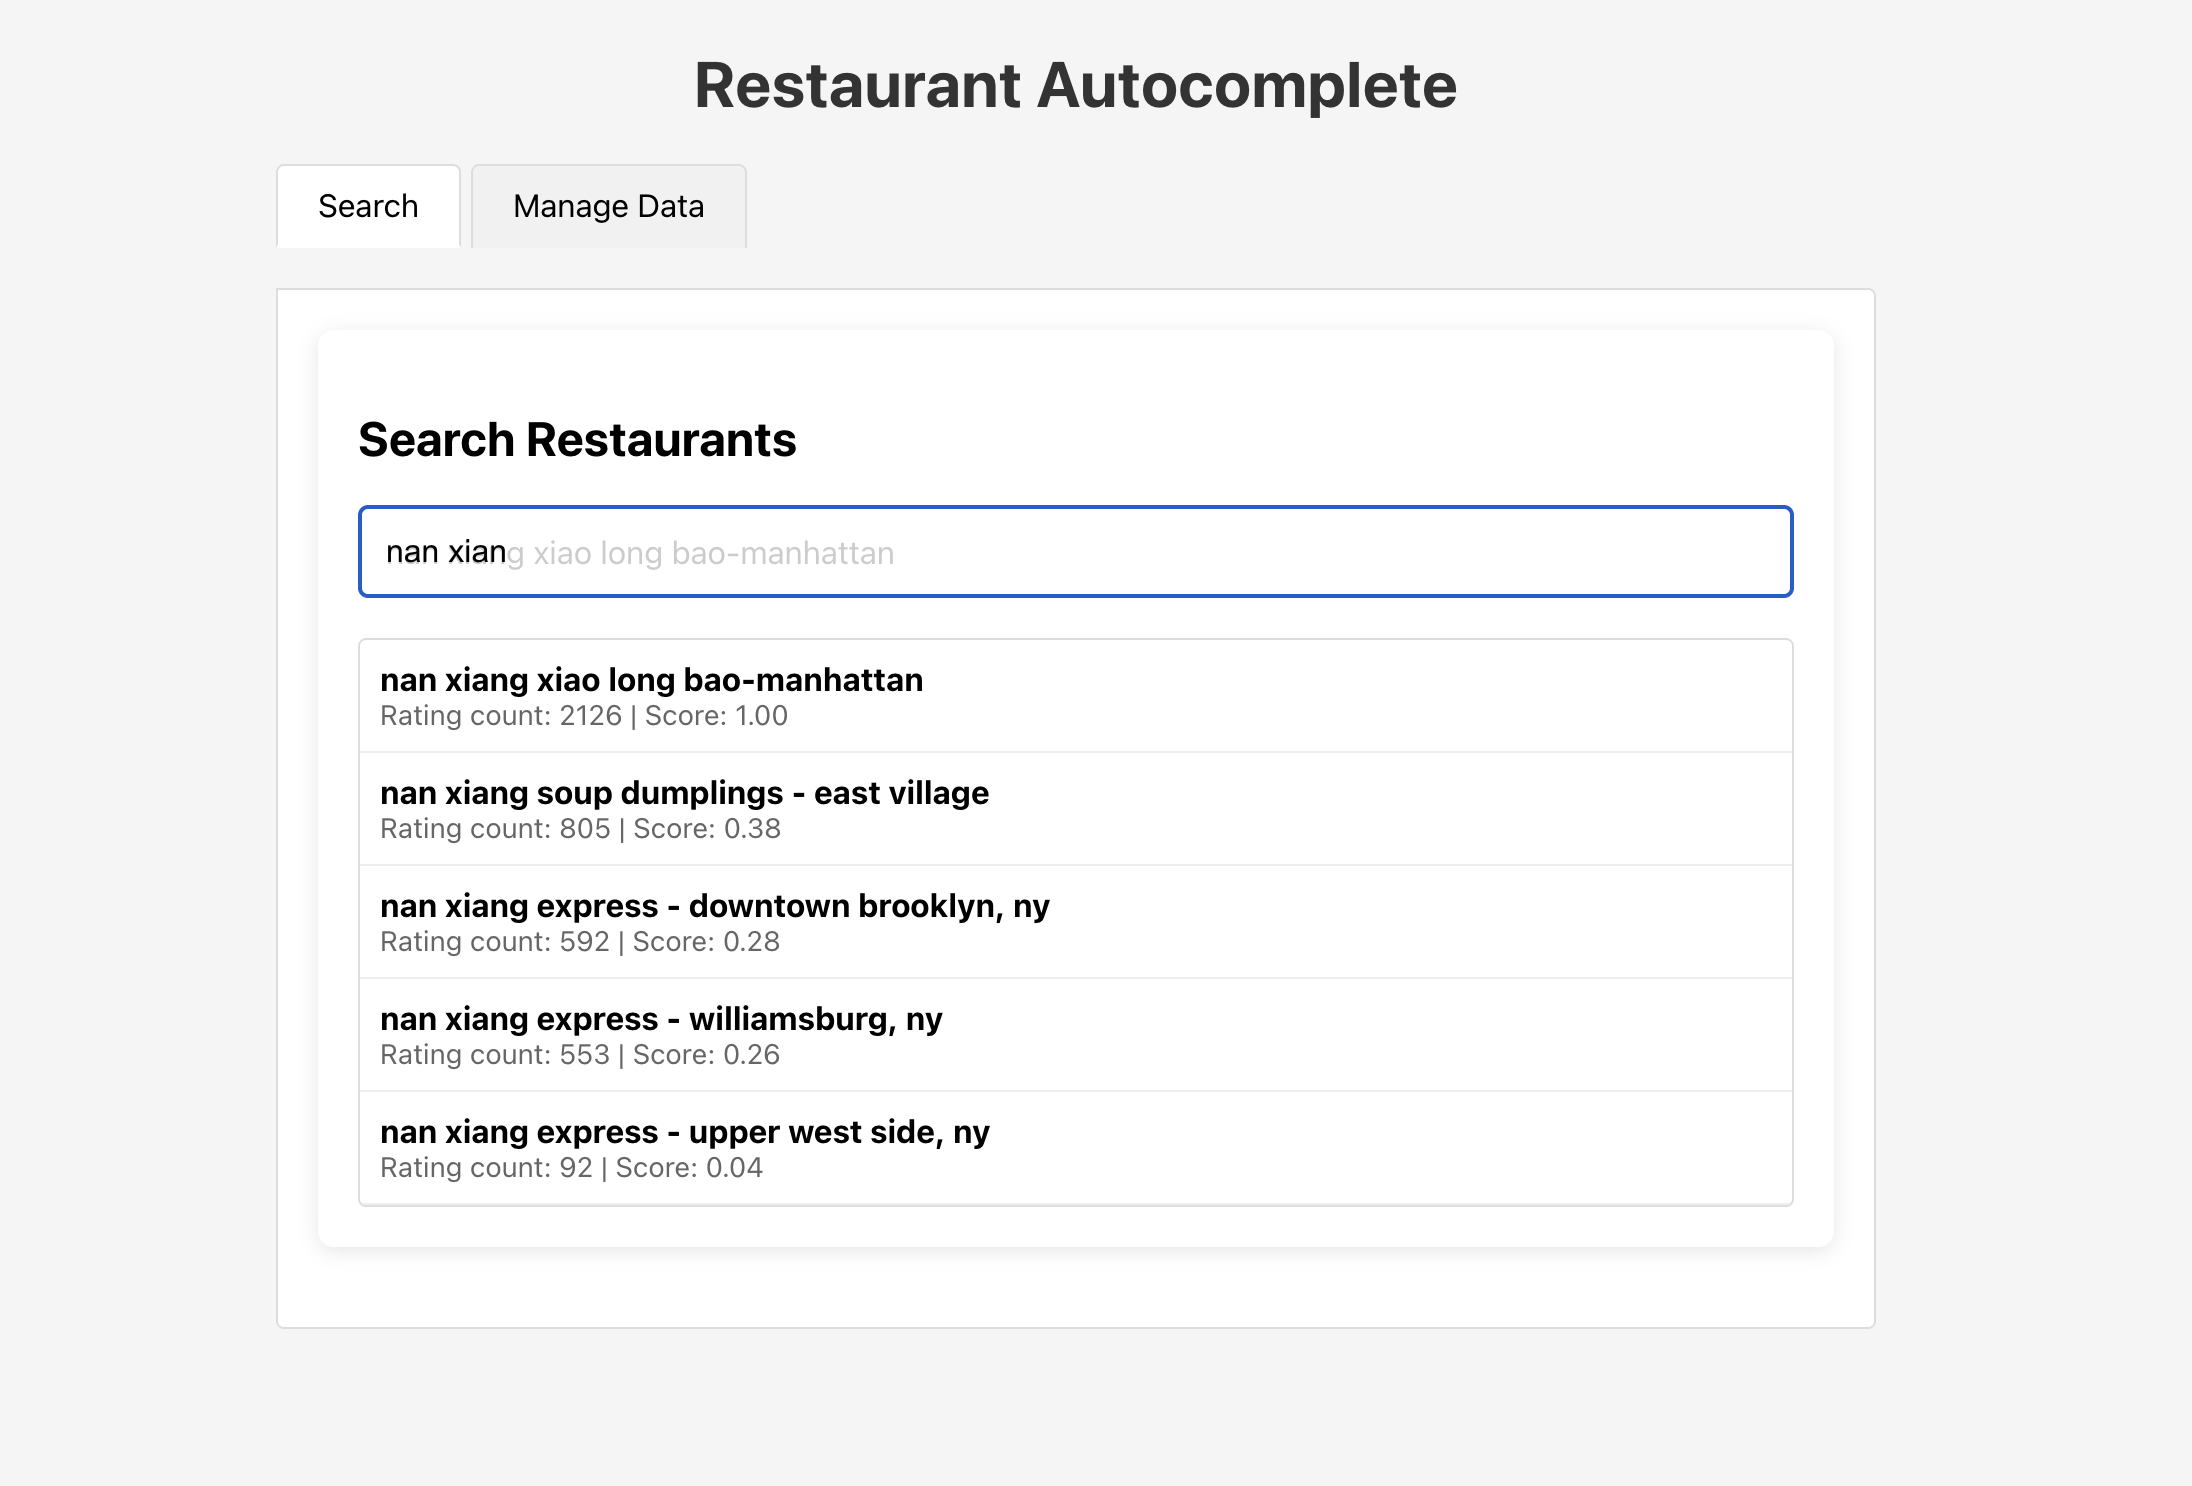 Restaurant Autocomplete
Search
Manage Data
Search Restaurants
nan xiang xiao long bao-manhattan
nan xiang xiao long bao-manhattan
Rating count: 2126 | Score: 1.00
nan xiang soup dumplings - east village
Rating count: 805 | Score: 0.38
nan xiang express - downtown brooklyn, ny
Rating count: 592 | Score: 0.28
nan xiang express - williamsburg, ny
Rating count: 553 | Score: 0.26
nan xiang express - upper west side, ny
Rating count: 92 | Score: 0.04